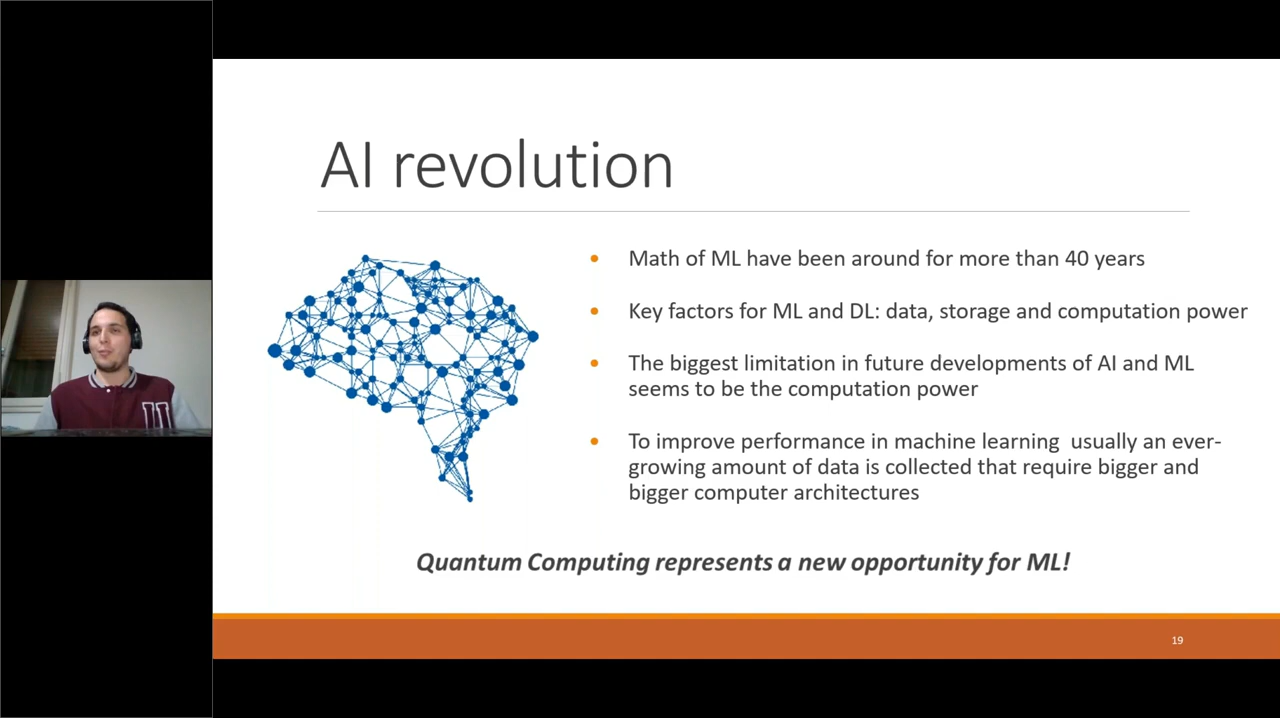 AI revolution
Math of ML have been around for more than 40 years
Key factors for ML and DL: data, storage and computation power
The biggest limitation in future developments of AI and ML
seems to be the computation power
To improve performance in machine learning  usually an ever-
growing amount of data is collected that require bigger and
bigger computer architectures
Quantum Computing represents a new opportunity for ML!
19